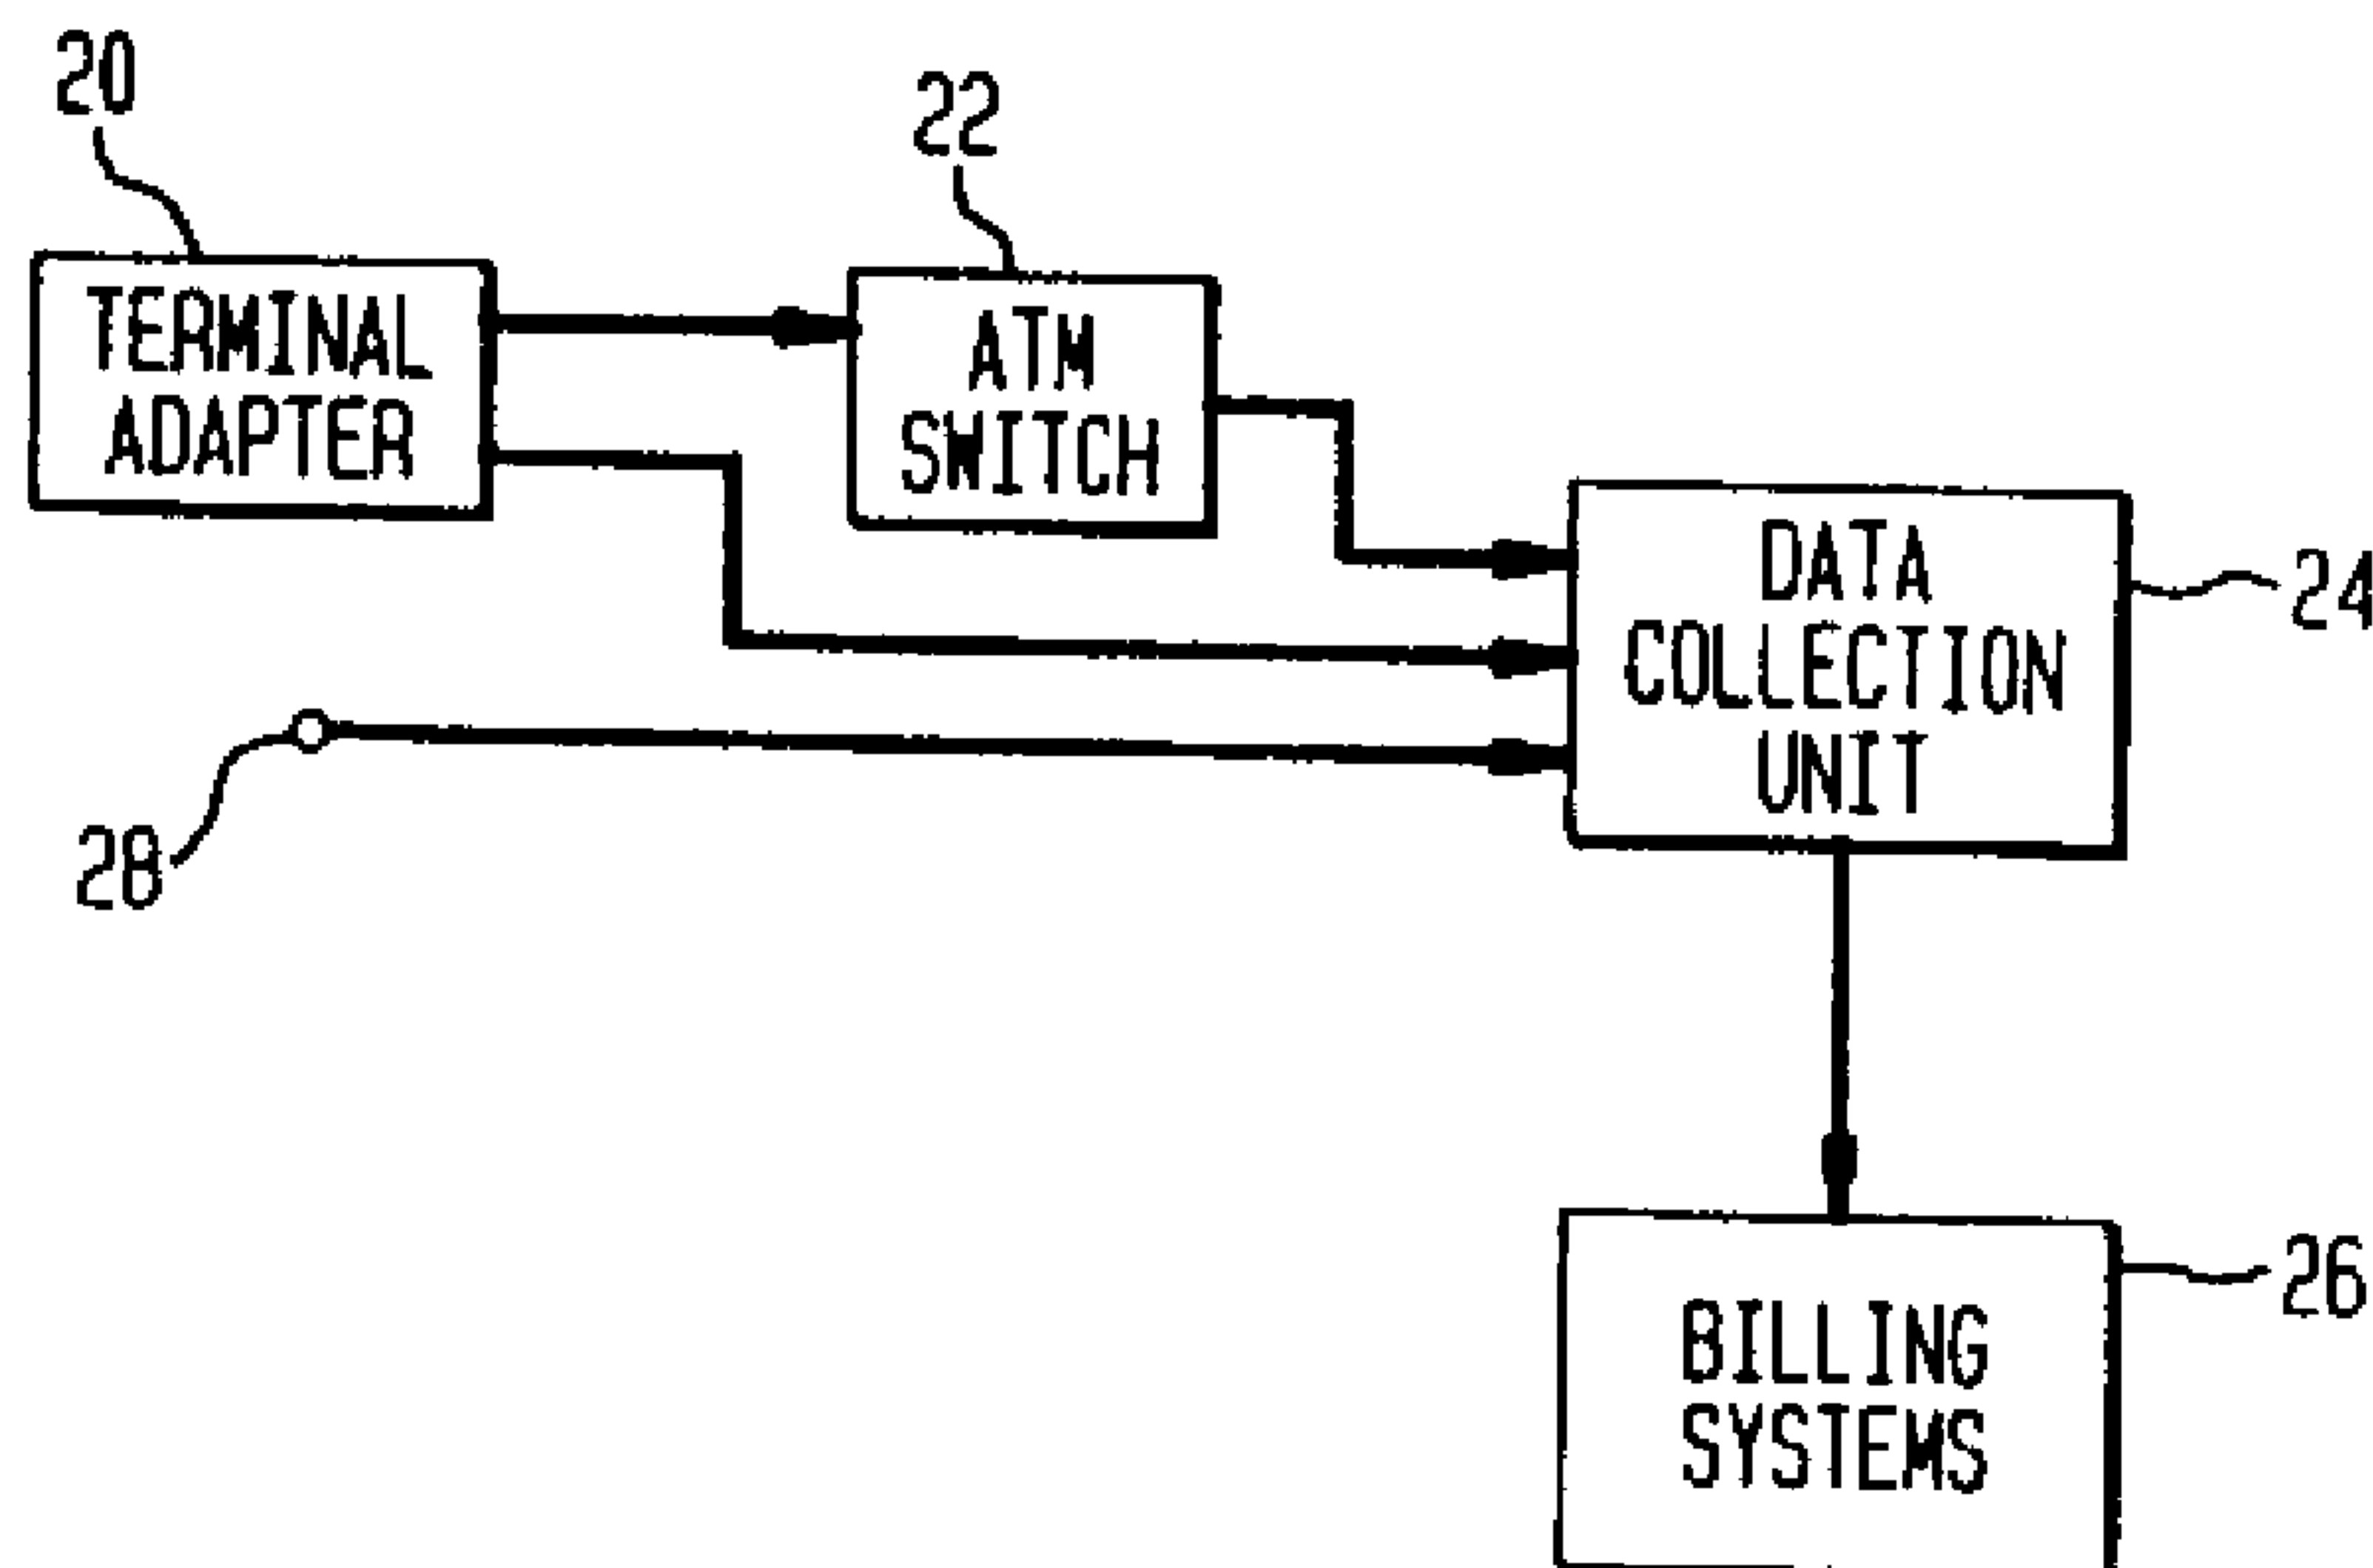 20
22
TERMINAL
ADAPTER
ATM
SWITCH
DATA
COLLECTION
UNIT
24
28
26
BILLING
SYSTEMS